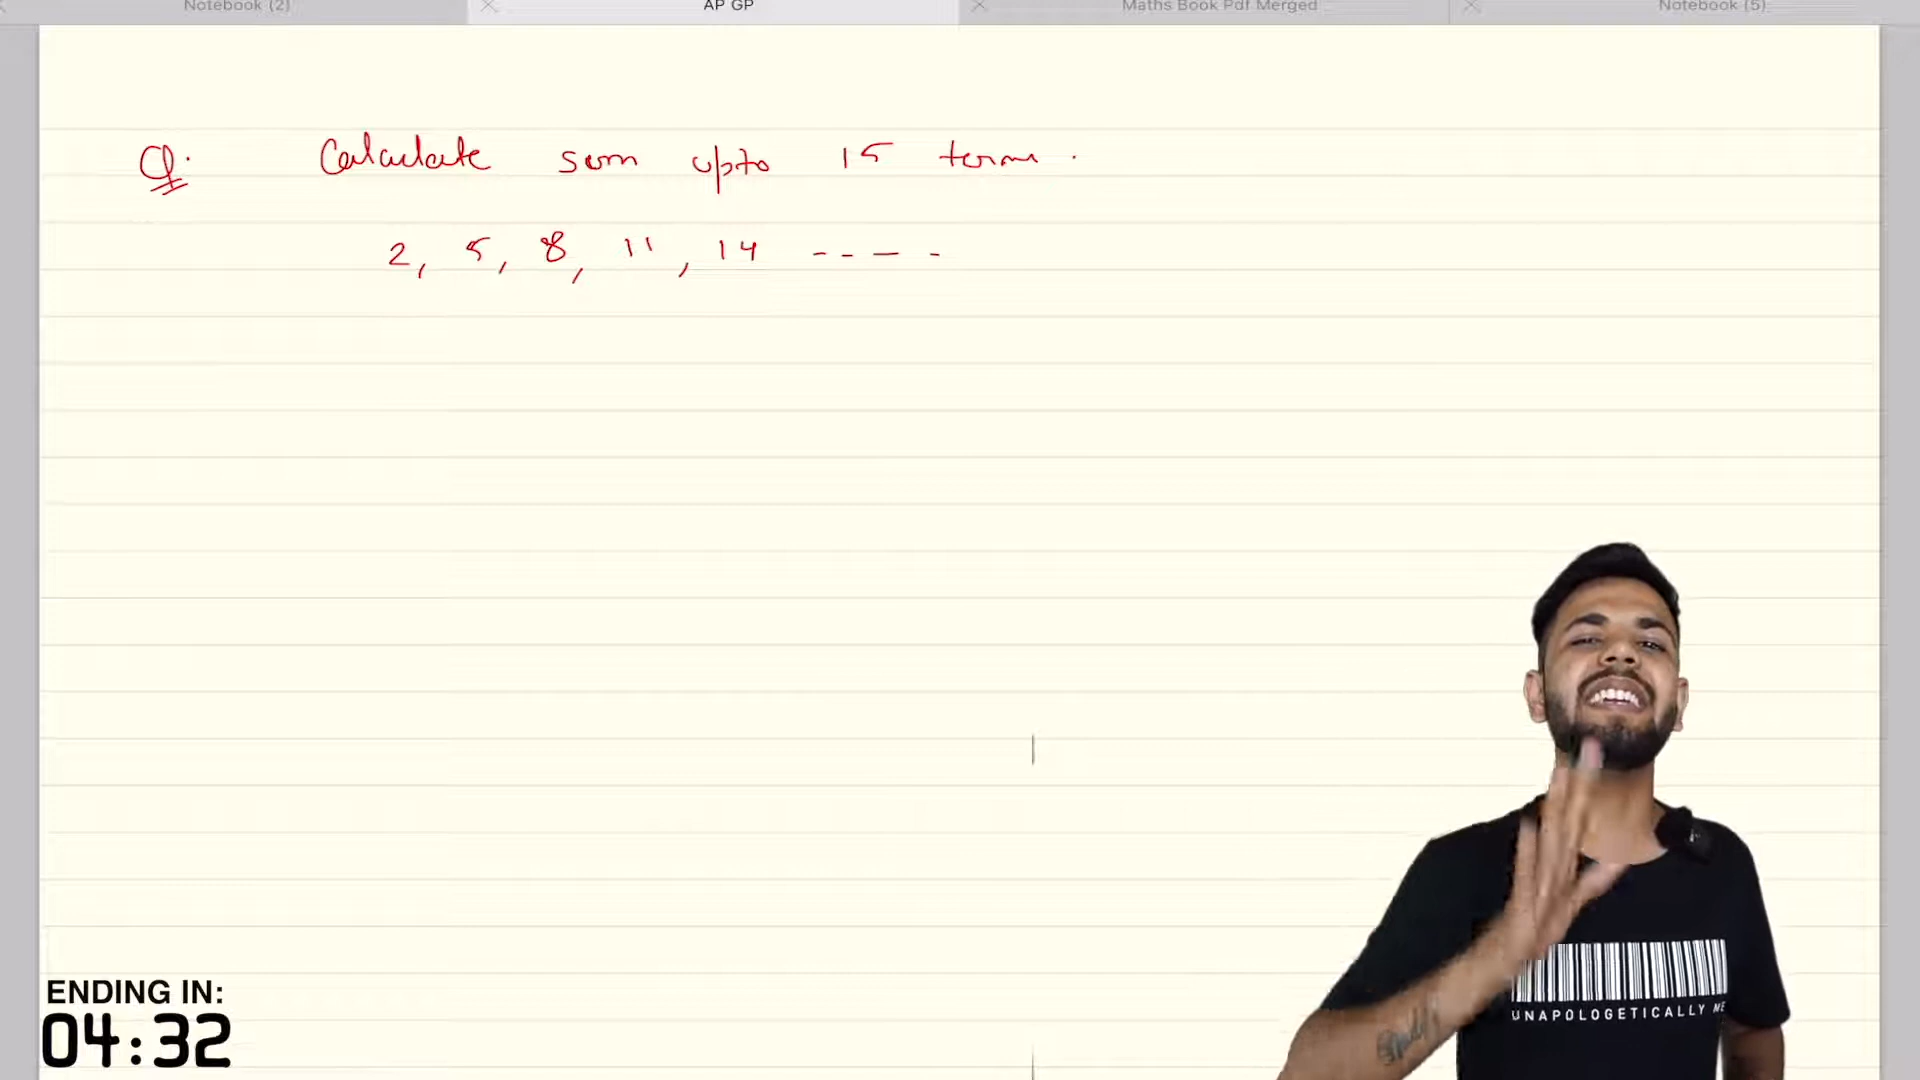 Notebook (2)
AP GP
Maths Book Pdf Merged
Notebook (5)
Q. Calculate sum upto 15 terms.
2, 5, 8, 11, 14 -----
ENDING IN:
04:32
UNAPOLOGETICALLY ME